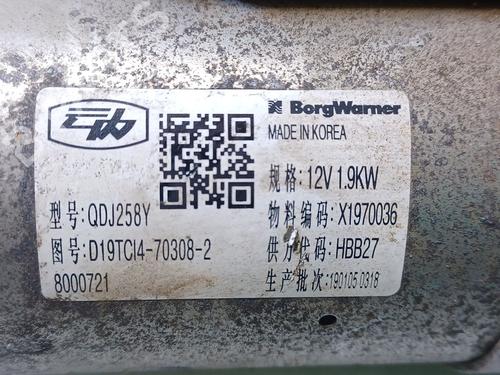 BorgWarner
MADE IN KOREA
规格: 12V 1.9KW
型号: QDJ258Y
物料编码: X1970036
图号: D19TCI4-70308-2
供方代码: HBB27
8000721
生产批次: 190105 0318